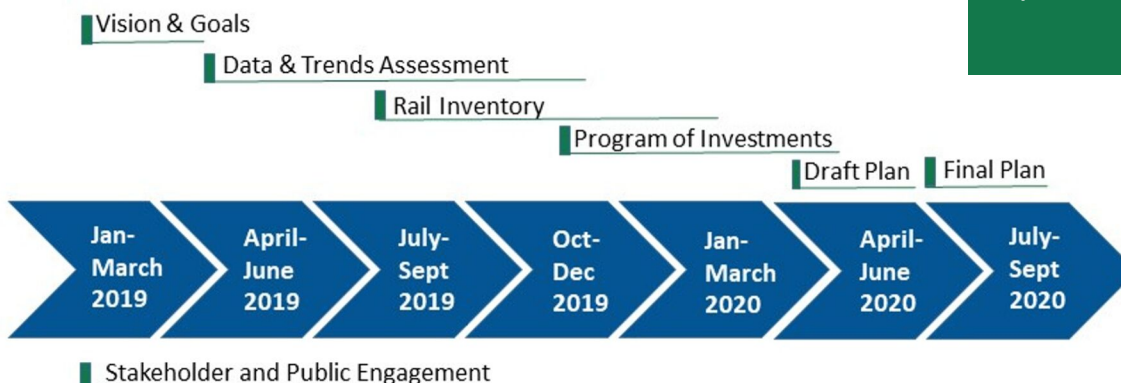 Vision & Goals
Data & Trends Assessment
Rail Inventory
Program of Investments
Draft Plan
Final Plan
Jan-
March
2019
April-
June
2019
July-
Sept
2019
Oct-
Dec
2019
Jan-
March
2020
April-
June
2020
July-
Sept
2020
Stakeholder and Public Engagement